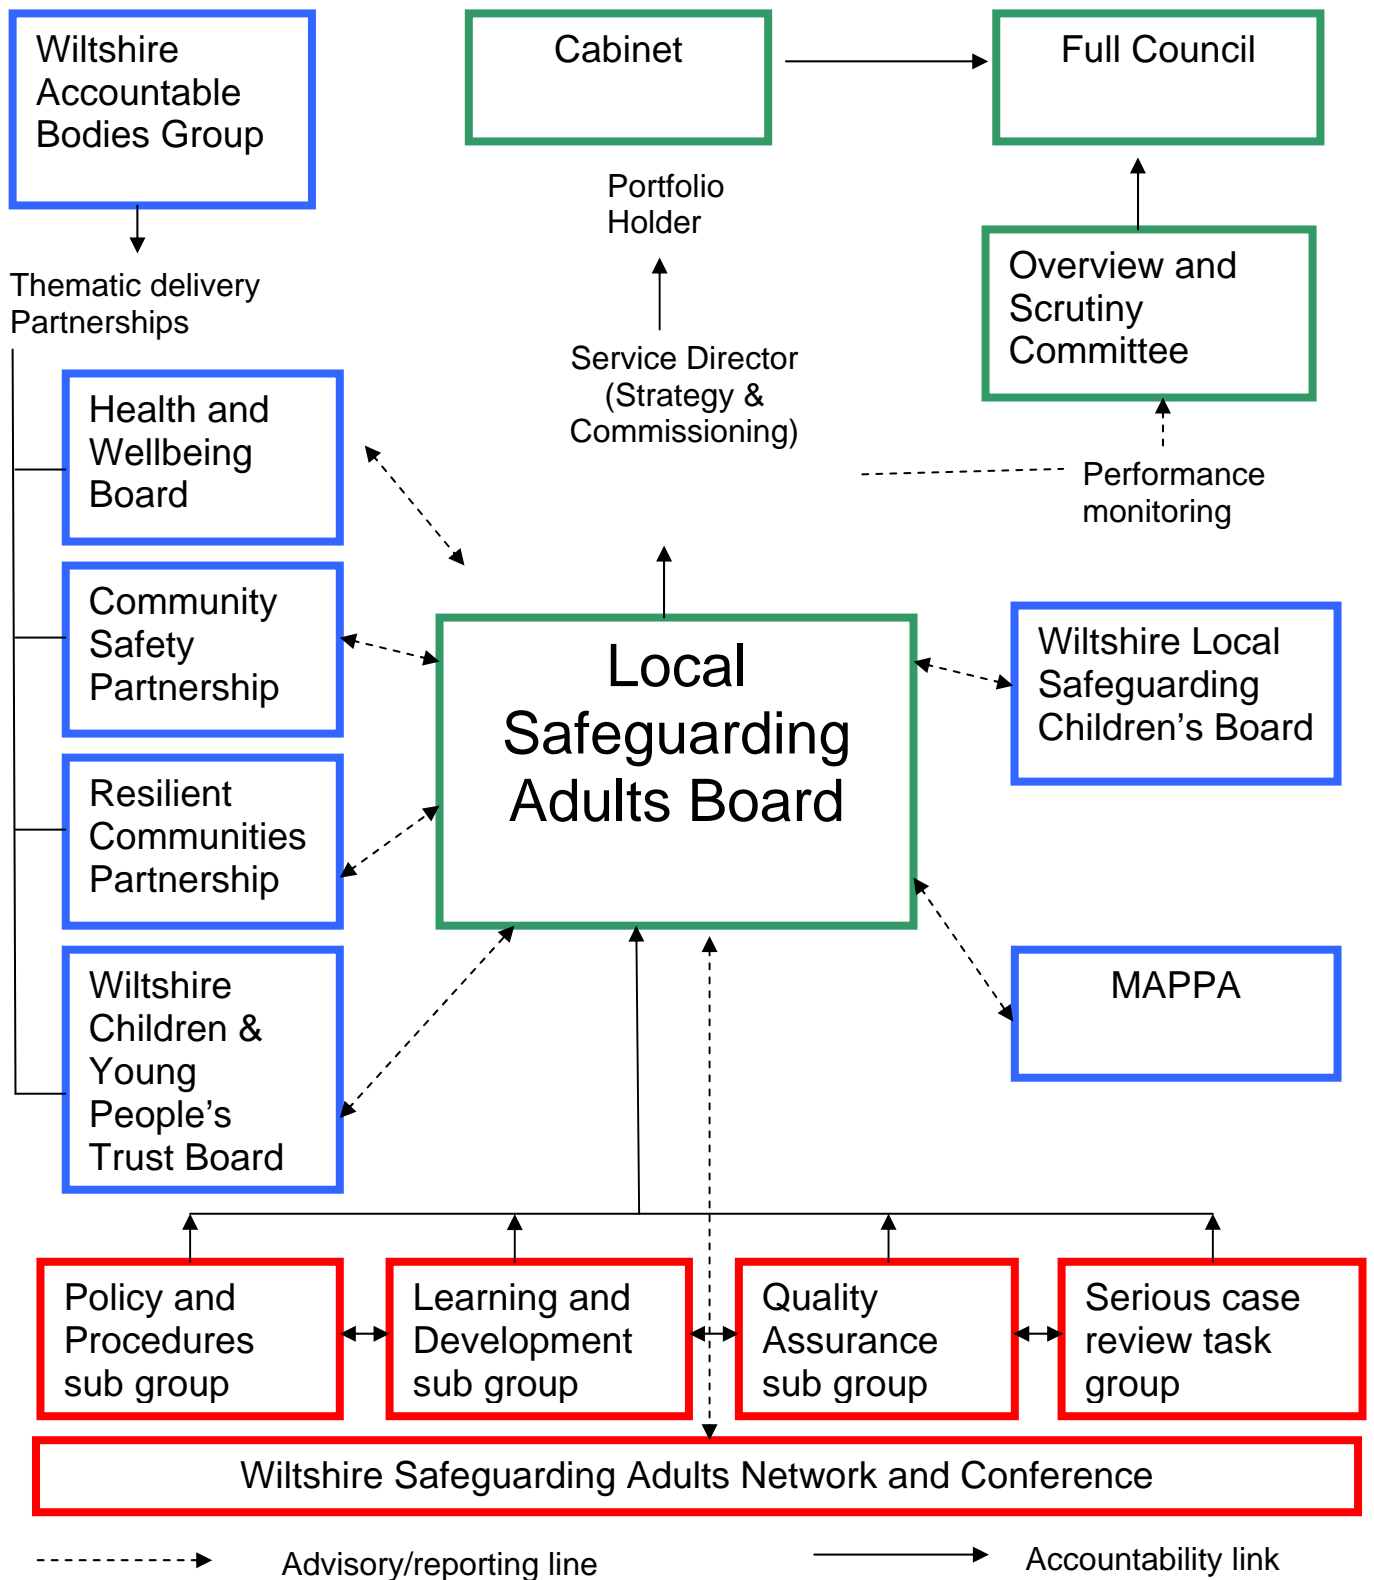 Wiltshire
Accountable
Bodies Group
Cabinet
Full Council
Portfolio
Holder
Overview and
Scrutiny
Committee
Thematic delivery
Partnerships
Service Director
(Strategy &
Commissioning)
Health and
Wellbeing
Board
Performance
monitoring
Community
Safety
Partnership
Local
Safeguarding
Adults Board
Wiltshire Local
Safeguarding
Children’s Board
Resilient
Communities
Partnership
Wiltshire
Children &
Young
People’s
Trust Board
MAPPA
Policy and
Procedures
sub group
Learning and
Development
sub group
Quality
Assurance
sub group
Serious case
review task
group
Wiltshire Safeguarding Adults Network and Conference
Advisory/reporting line
Accountability link